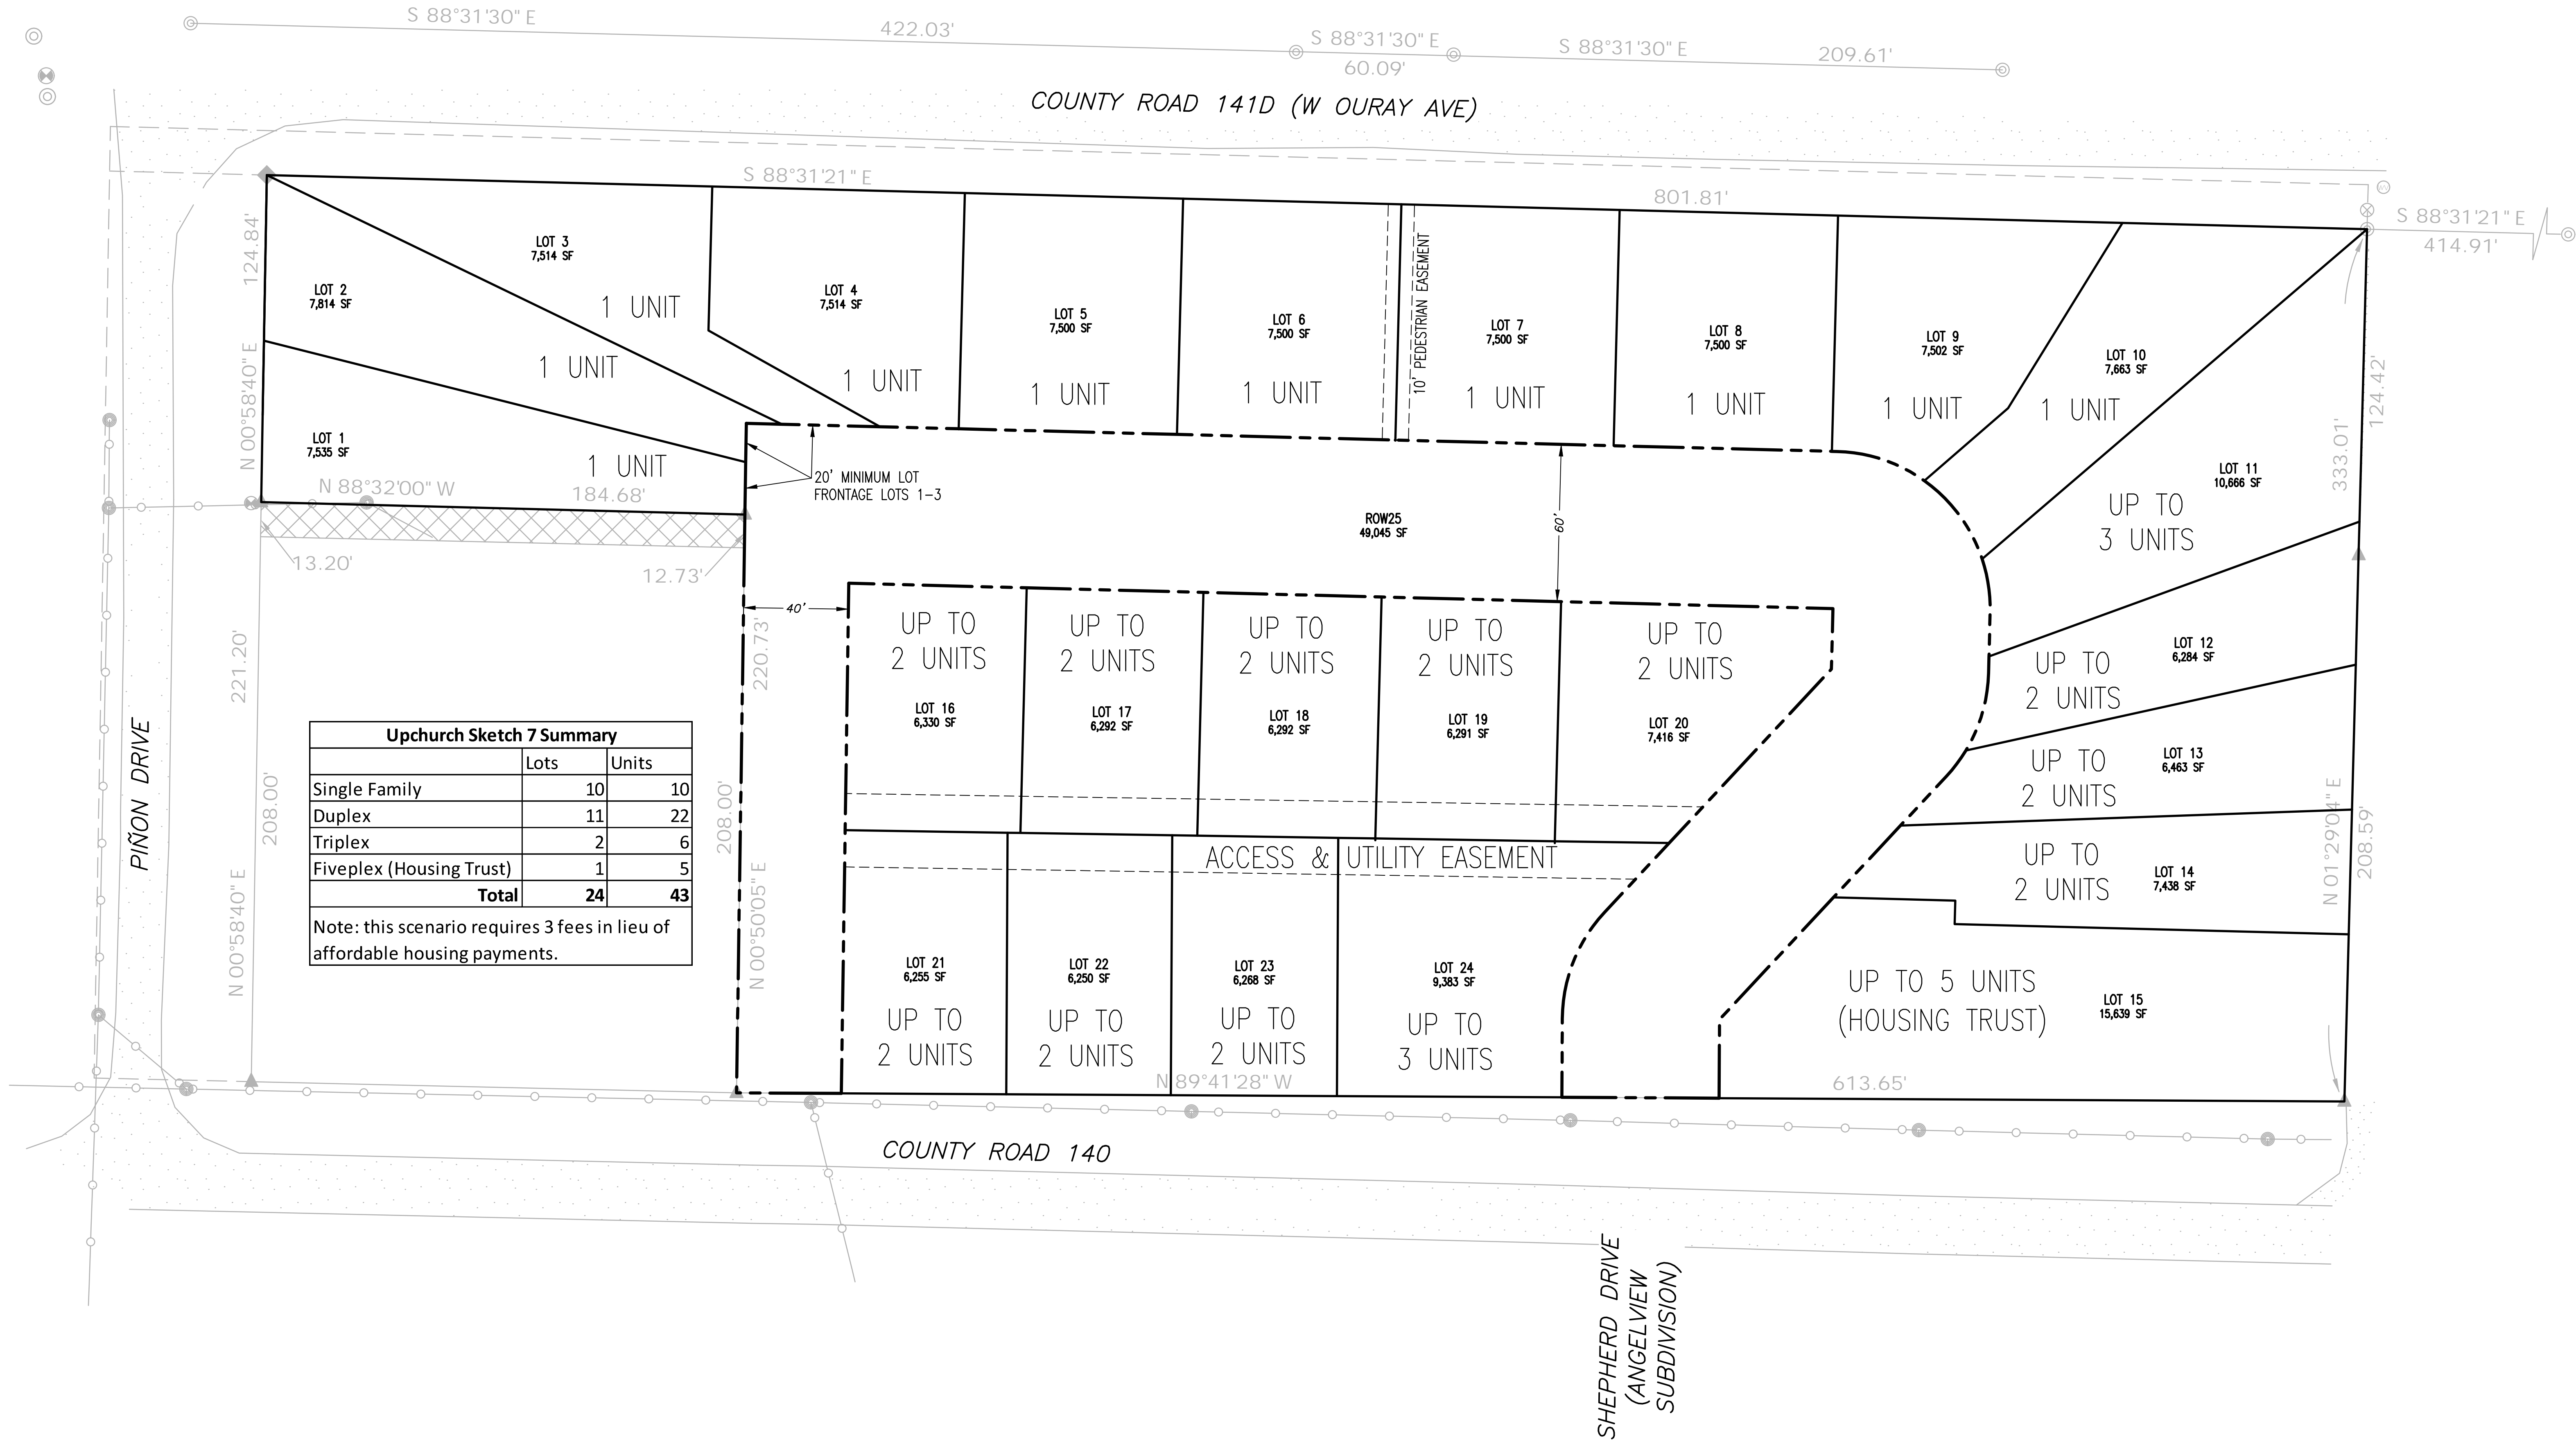 S 88°31'30" E
422.03'
S 88°31'30" E
60.09'
S 88°31'30" E
209.61'
COUNTY ROAD 141D (W OURAY AVE)
S 88°31'21" E
801.81'
S 88°31'21" E
414.91'
124.84'
N 00°58'40" E
LOT 3
7,514 SF
1 UNIT
LOT 2
7,814 SF
1 UNIT
LOT 1
7,535 SF
1 UNIT
LOT 4
7,514 SF
1 UNIT
LOT 5
7,500 SF
1 UNIT
LOT 6
7,500 SF
1 UNIT
10' PEDESTRIAN EASEMENT
LOT 7
7,500 SF
1 UNIT
LOT 8
7,500 SF
1 UNIT
LOT 9
7,502 SF
1 UNIT
LOT 10
7,663 SF
1 UNIT
LOT 11
10,666 SF
UP TO
3 UNITS
124.42'
333.01'
N 88°32'00" W
184.68'
13.20'
12.73'
20' MINIMUM LOT
FRONTAGE LOTS 1-3
ROW25
49,045 SF
60'
40'
220.73'
221.20'
UP TO
2 UNITS
LOT 16
6,330 SF
UP TO
2 UNITS
LOT 17
6,292 SF
UP TO
2 UNITS
LOT 18
6,292 SF
UP TO
2 UNITS
LOT 19
6,291 SF
UP TO
2 UNITS
LOT 20
7,416 SF
LOT 12
6,284 SF
UP TO
2 UNITS
LOT 13
6,463 SF
UP TO
2 UNITS
LOT 14
7,438 SF
UP TO
2 UNITS
N 01°29'04" E
208.59'
PIÑON DRIVE
208.00'
N 00°58'40" E
Upchurch Sketch 7 Summary
Lots Units
Single Family 10 10
Duplex 11 22
Triplex 2 6
Fiveplex (Housing Trust) 1 5
Total 24 43
Note: this scenario requires 3 fees in lieu of
affordable housing payments.
208.00'
N 00°50'05" E
ACCESS & UTILITY EASEMENT
LOT 21
6,255 SF
UP TO
2 UNITS
LOT 22
6,250 SF
UP TO
2 UNITS
LOT 23
6,268 SF
UP TO
2 UNITS
LOT 24
9,383 SF
UP TO
3 UNITS
UP TO 5 UNITS
(HOUSING TRUST)
LOT 15
15,639 SF
N 89°41'28" W
613.65'
COUNTY ROAD 140
SHEPHERD DRIVE
(ANGELVIEW
SUBDIVISION)